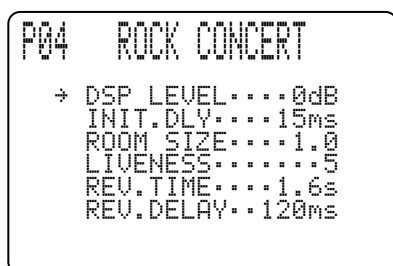 P04 ROCK CONCERT
→ DSP LEVEL････0dB
INIT.DLY････15ms
ROOM SIZE････1.0
LIVENESS･･･････5
REV.TIME････1.6s
REV.DELAY･･120ms